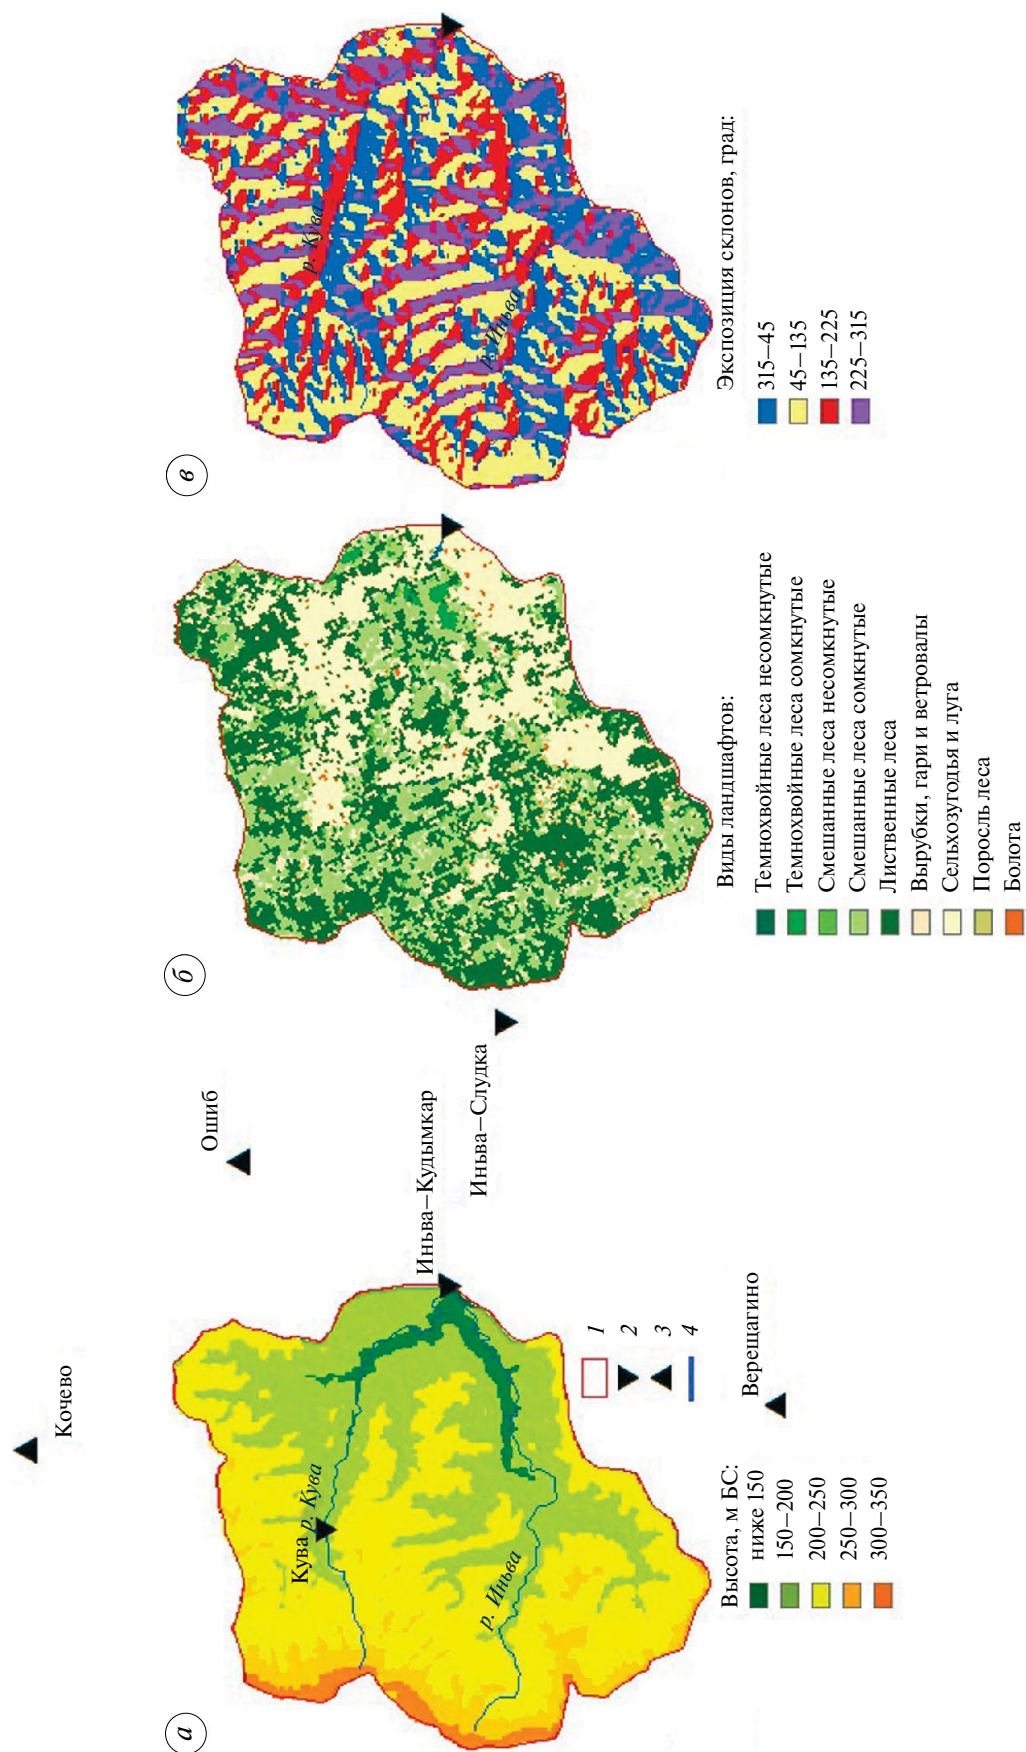 а
Кочево
Ошиб
Кува
р. Кува
Иньва–Кудымкар
Иньва–Слудка
р. Иньва
Верещагино
1
2
3
4
Высота, м БС:
ниже 150
150–200
200–250
250–300
300–350
б
Виды ландшафтов:
Темнохвойные леса несомкнутые
Темнохвойные леса сомкнутые
Смешанные леса несомкнутые
Смешанные леса сомкнутые
Лиственные леса
Вырубки, гари и ветровалы
Сельхозугодья и луга
Поросль леса
Болота
в
р. Кува
р. Иньва
Экспозиция склонов, град:
315–45
45–135
135–225
225–315